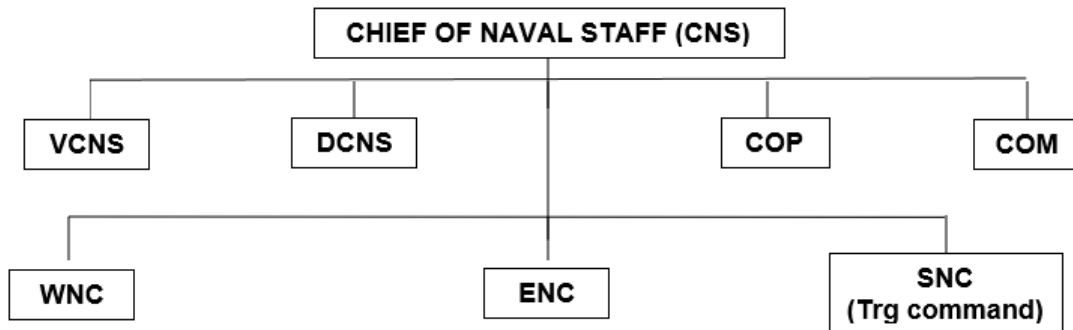 CHIEF OF NAVAL STAFF (CNS)
VCNS
DCNS
COP
COM
WNC
ENC
SNC
(Trg command)